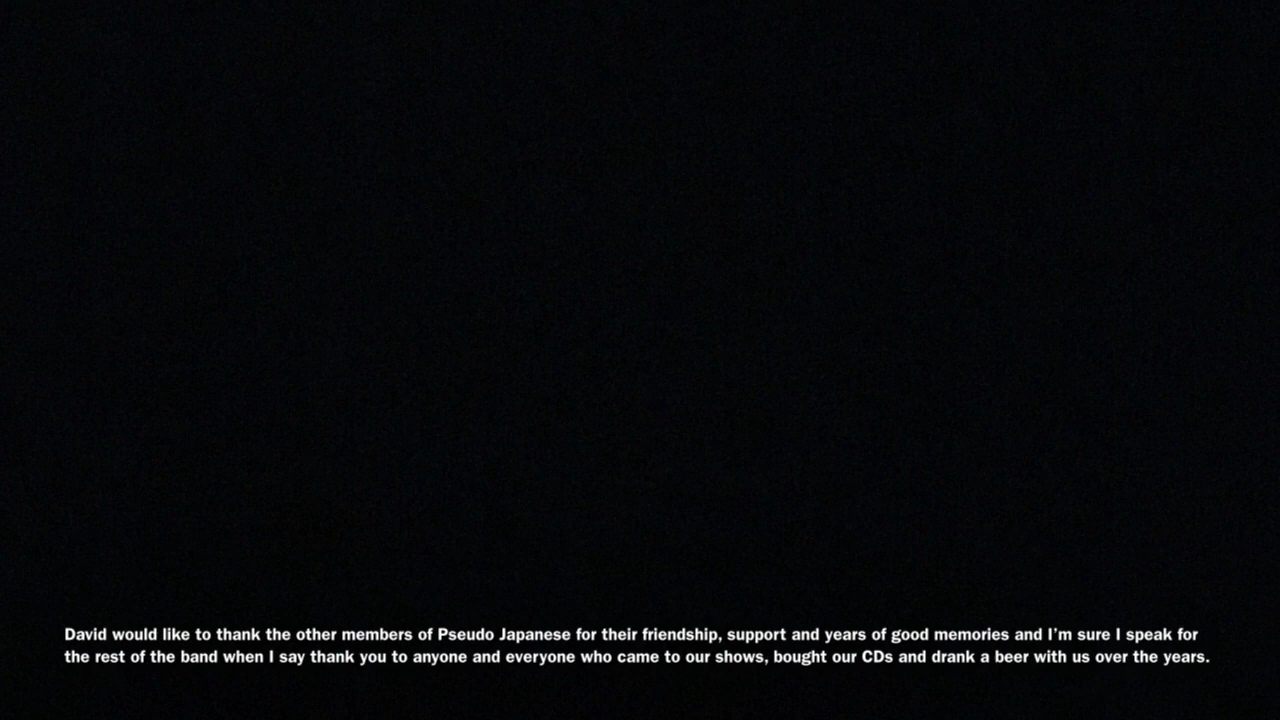 David would like to thank the other members of Pseudo Japanese for their friendship, support and years of good memories and I'm sure I speak for
the rest of the band when I say thank you to anyone and everyone who came to our shows, bought our CDs and drank a beer with us over the years.